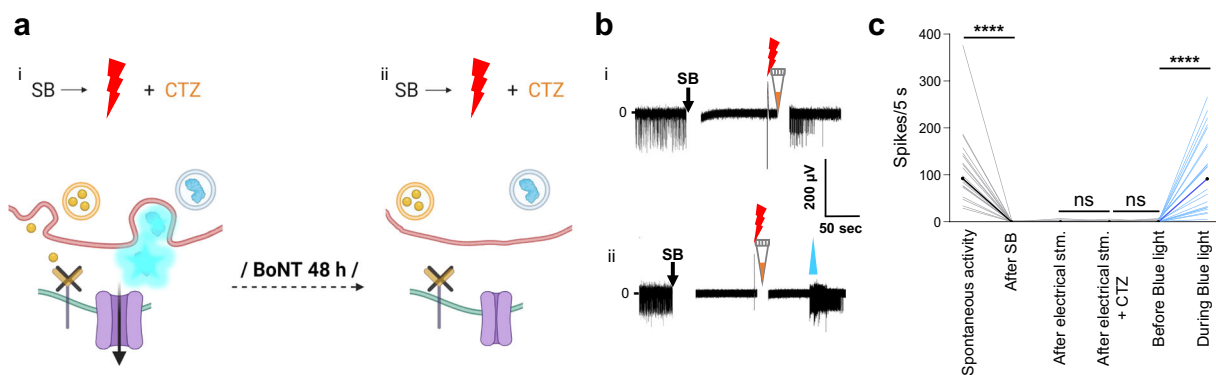 a
i
SB → + CTZ
ii
SB → + CTZ
/ BoNT 48 h /
b
i
SB
0
200 µV
50 sec
ii
SB
0
c
Spikes/5 s
400
300
200
100
0
****
ns
ns
****
Spontaneous activity
After SB
After electrical stm.
After electrical stm.
+ CTZ
Before Blue light
During Blue light